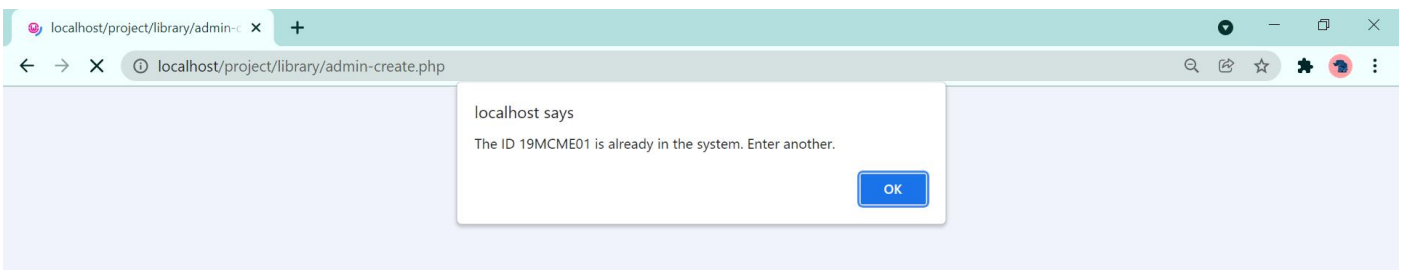 localhost/project/library/admin-c
localhost/project/library/admin-create.php
localhost says
The ID 19MCME01 is already in the system. Enter another.
OK